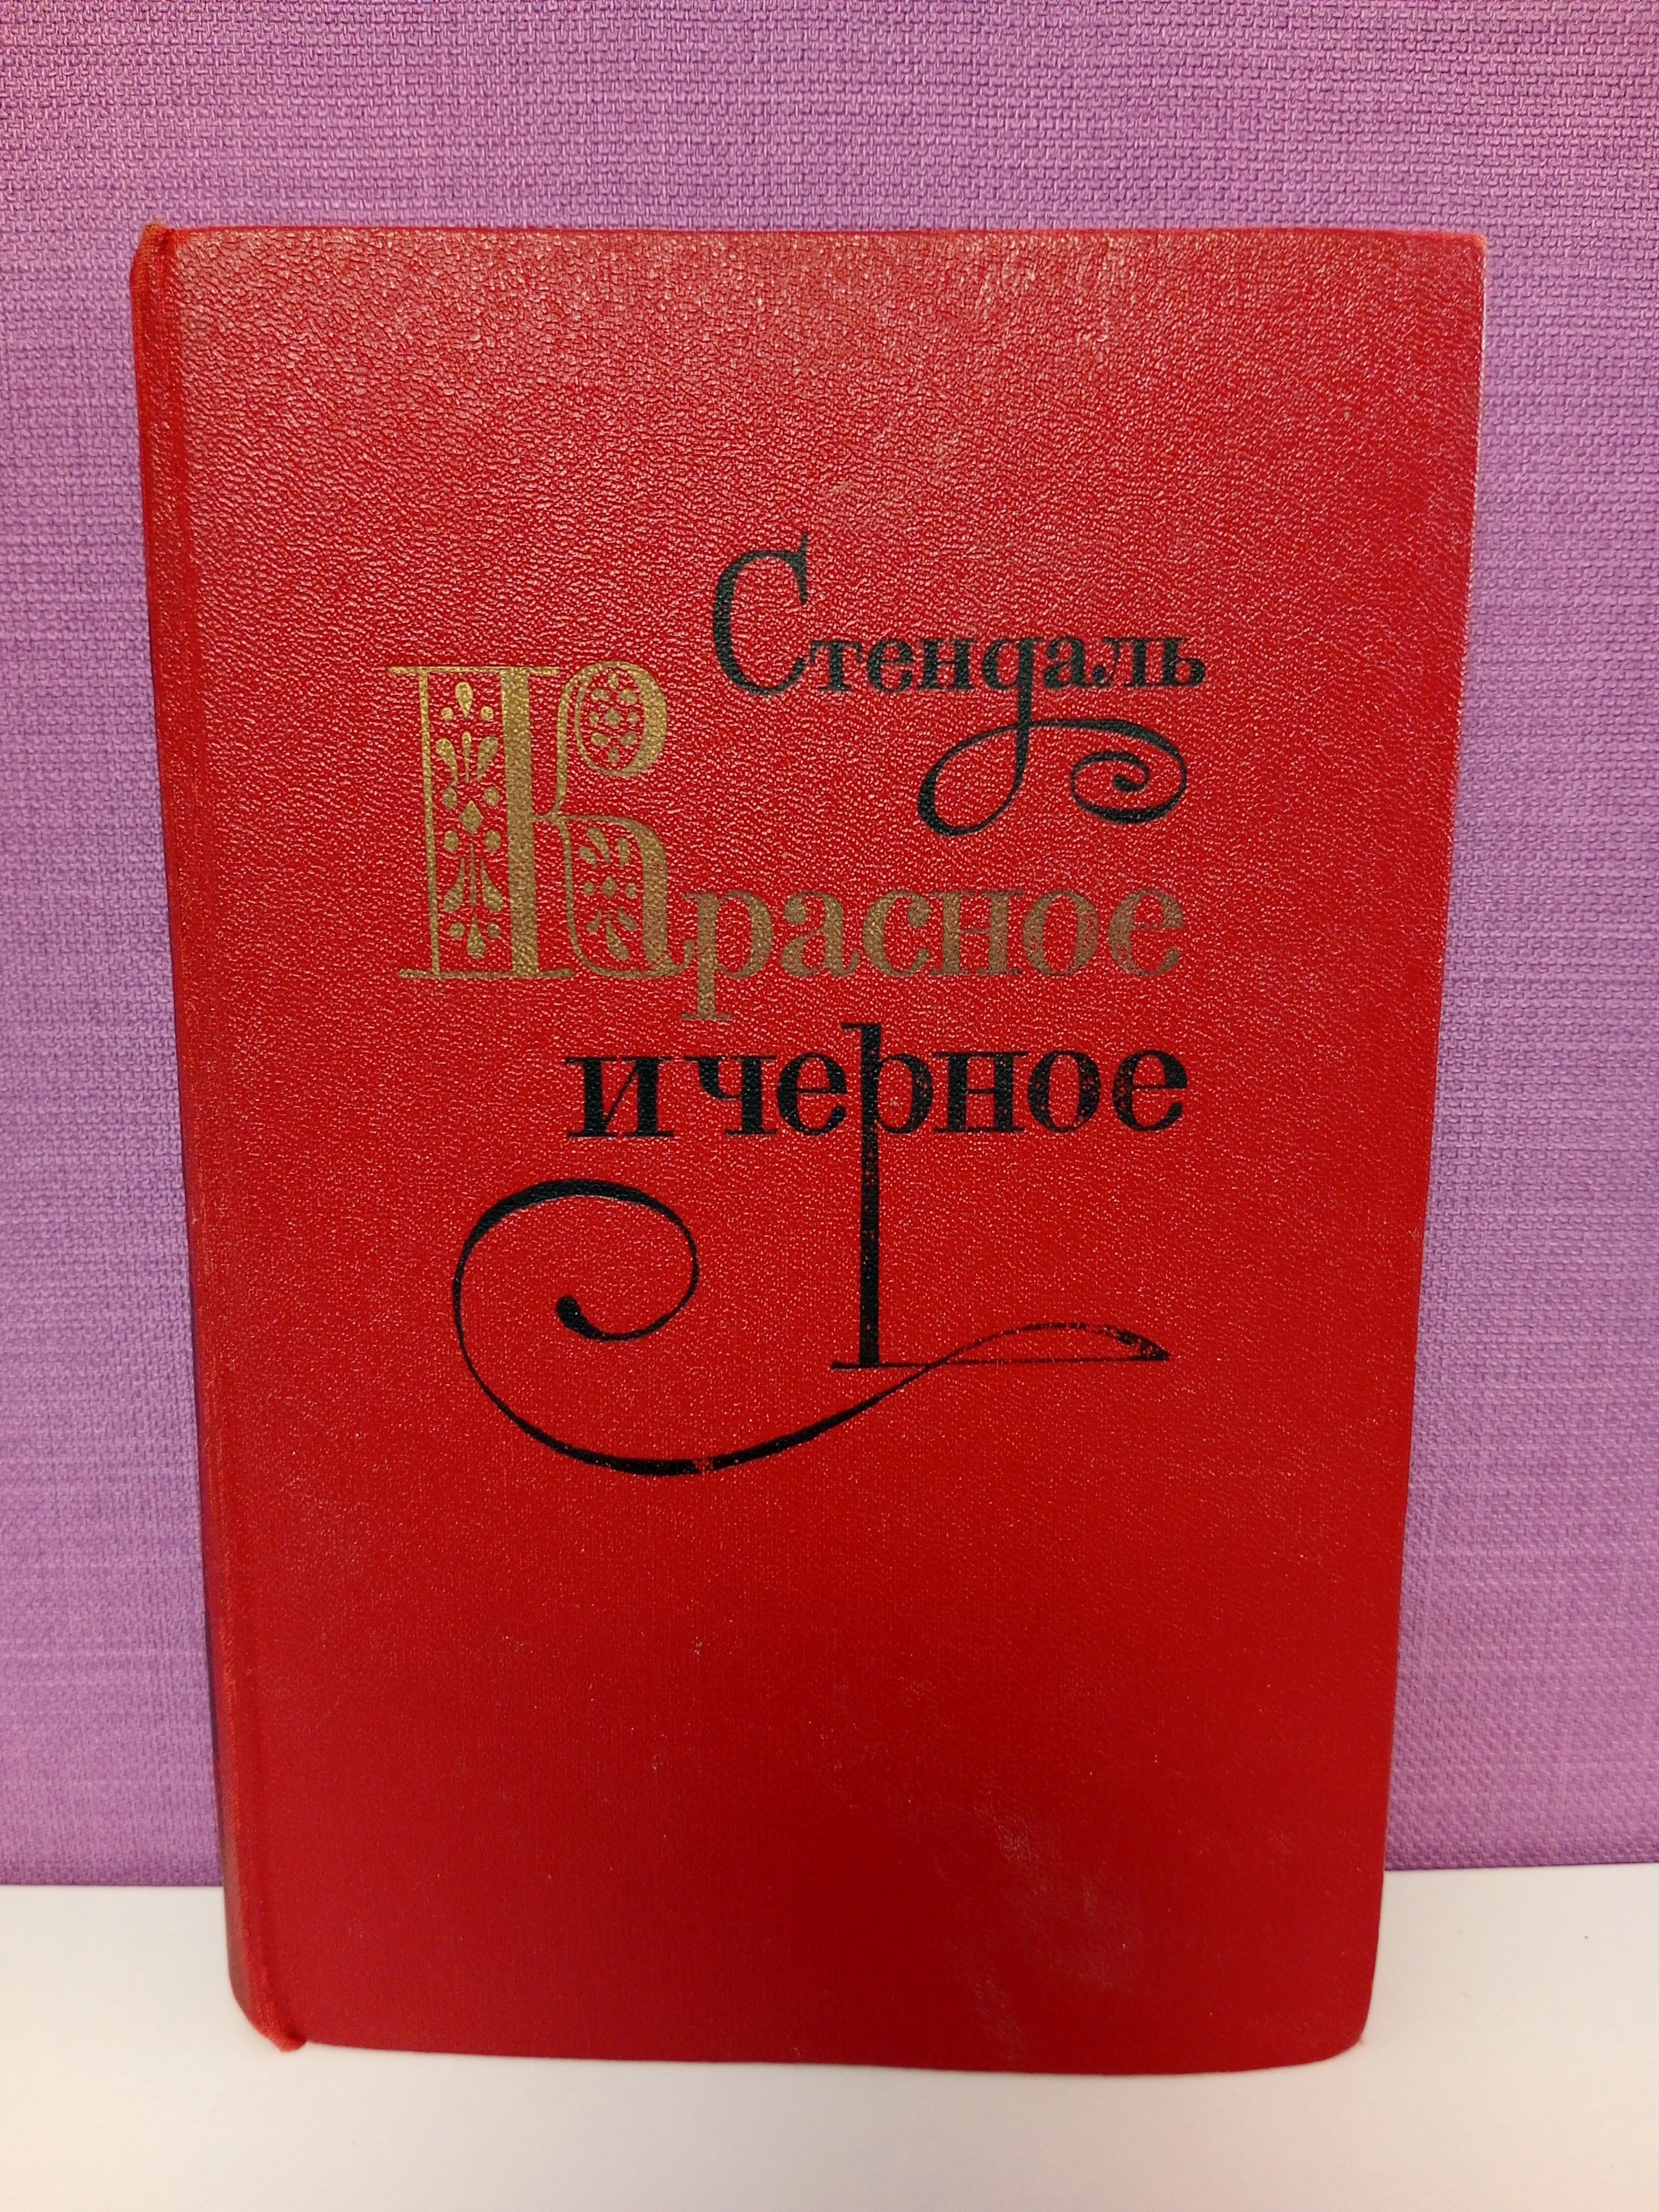 Стендаль
Красное
и черное